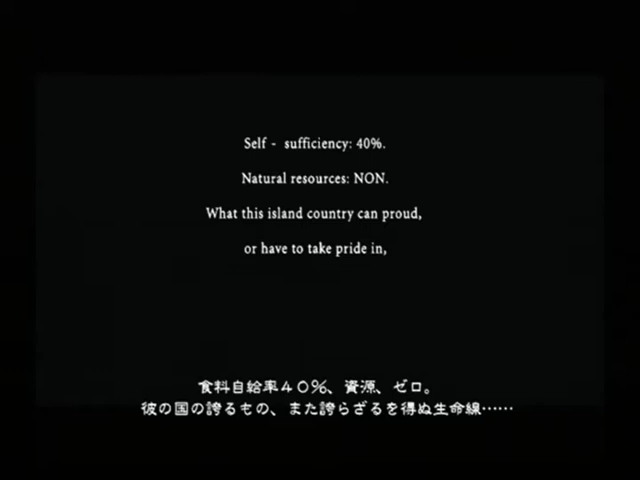 Self - sufficiency: 40%.
Natural resources: NON.
What this island country can proud,
or have to take pride in,
食料自給率４０％、資源、ゼロ。
彼の国の誇るもの、また誇らざるを得ぬ生命線……